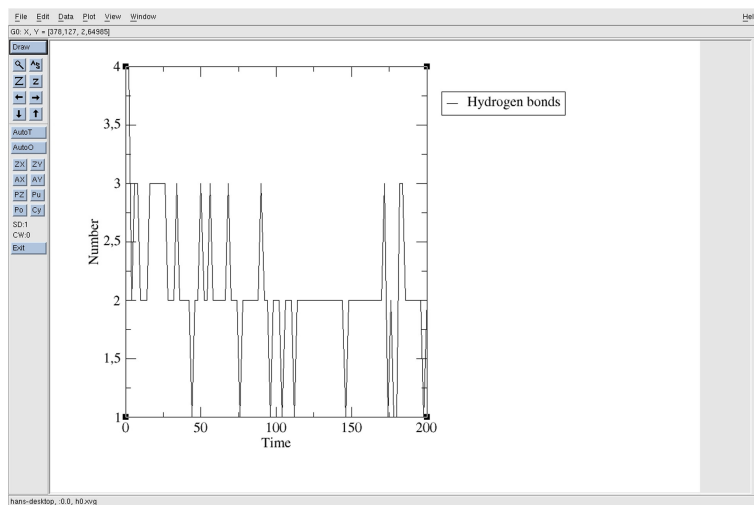 File Edit Data Plot View Window Hel
G0: X, Y = [378,127, 2,64985]
Draw
AS
Z z
AutoT
AutoO
ZX ZY
AX AY
PZ Pu
Po Cy
SD:1
CW:0
Exit
4
3,5
3
2,5
2
1,5
1
Number
0 50 100 150 200
Time
Hydrogen bonds
hans-desktop, :0.0, h0.xvg